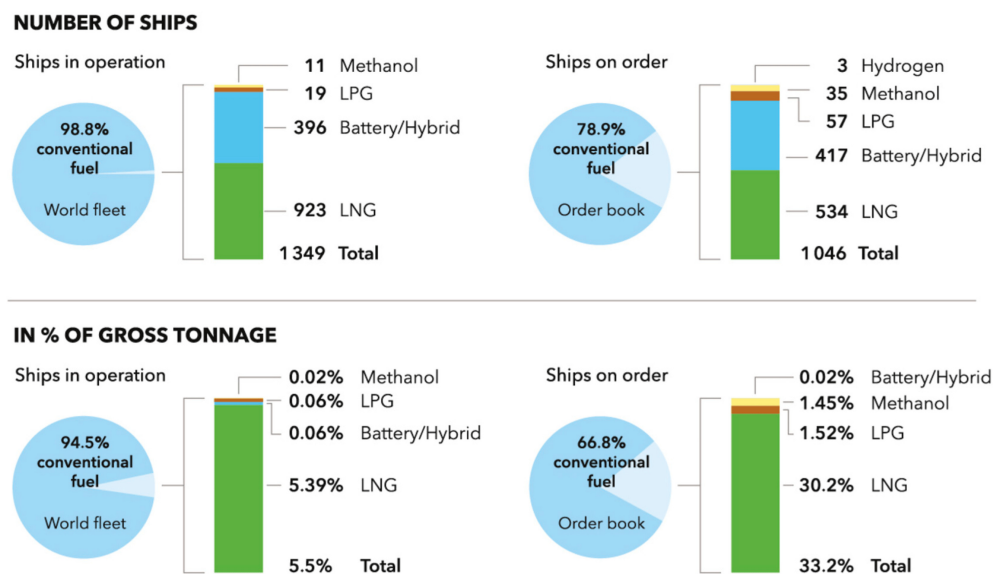 NUMBER OF SHIPS
Ships in operation
98.8%
conventional
fuel
World fleet
11 Methanol
19 LPG
396 Battery/Hybrid
923 LNG
1 349 Total
Ships on order
78.9%
conventional
fuel
Order book
3 Hydrogen
35 Methanol
57 LPG
417 Battery/Hybrid
534 LNG
1 046 Total
IN % OF GROSS TONNAGE
Ships in operation
94.5%
conventional
fuel
World fleet
0.02% Methanol
0.06% LPG
0.06% Battery/Hybrid
5.39% LNG
5.5% Total
Ships on order
66.8%
conventional
fuel
Order book
0.02% Battery/Hybrid
1.45% Methanol
1.52% LPG
30.2% LNG
33.2% Total